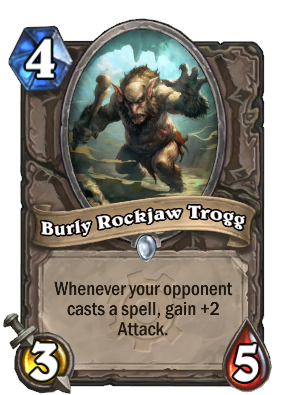 4
Burly Rockjaw Trogg
Whenever your opponent
casts a spell, gain +2
Attack.
3
5